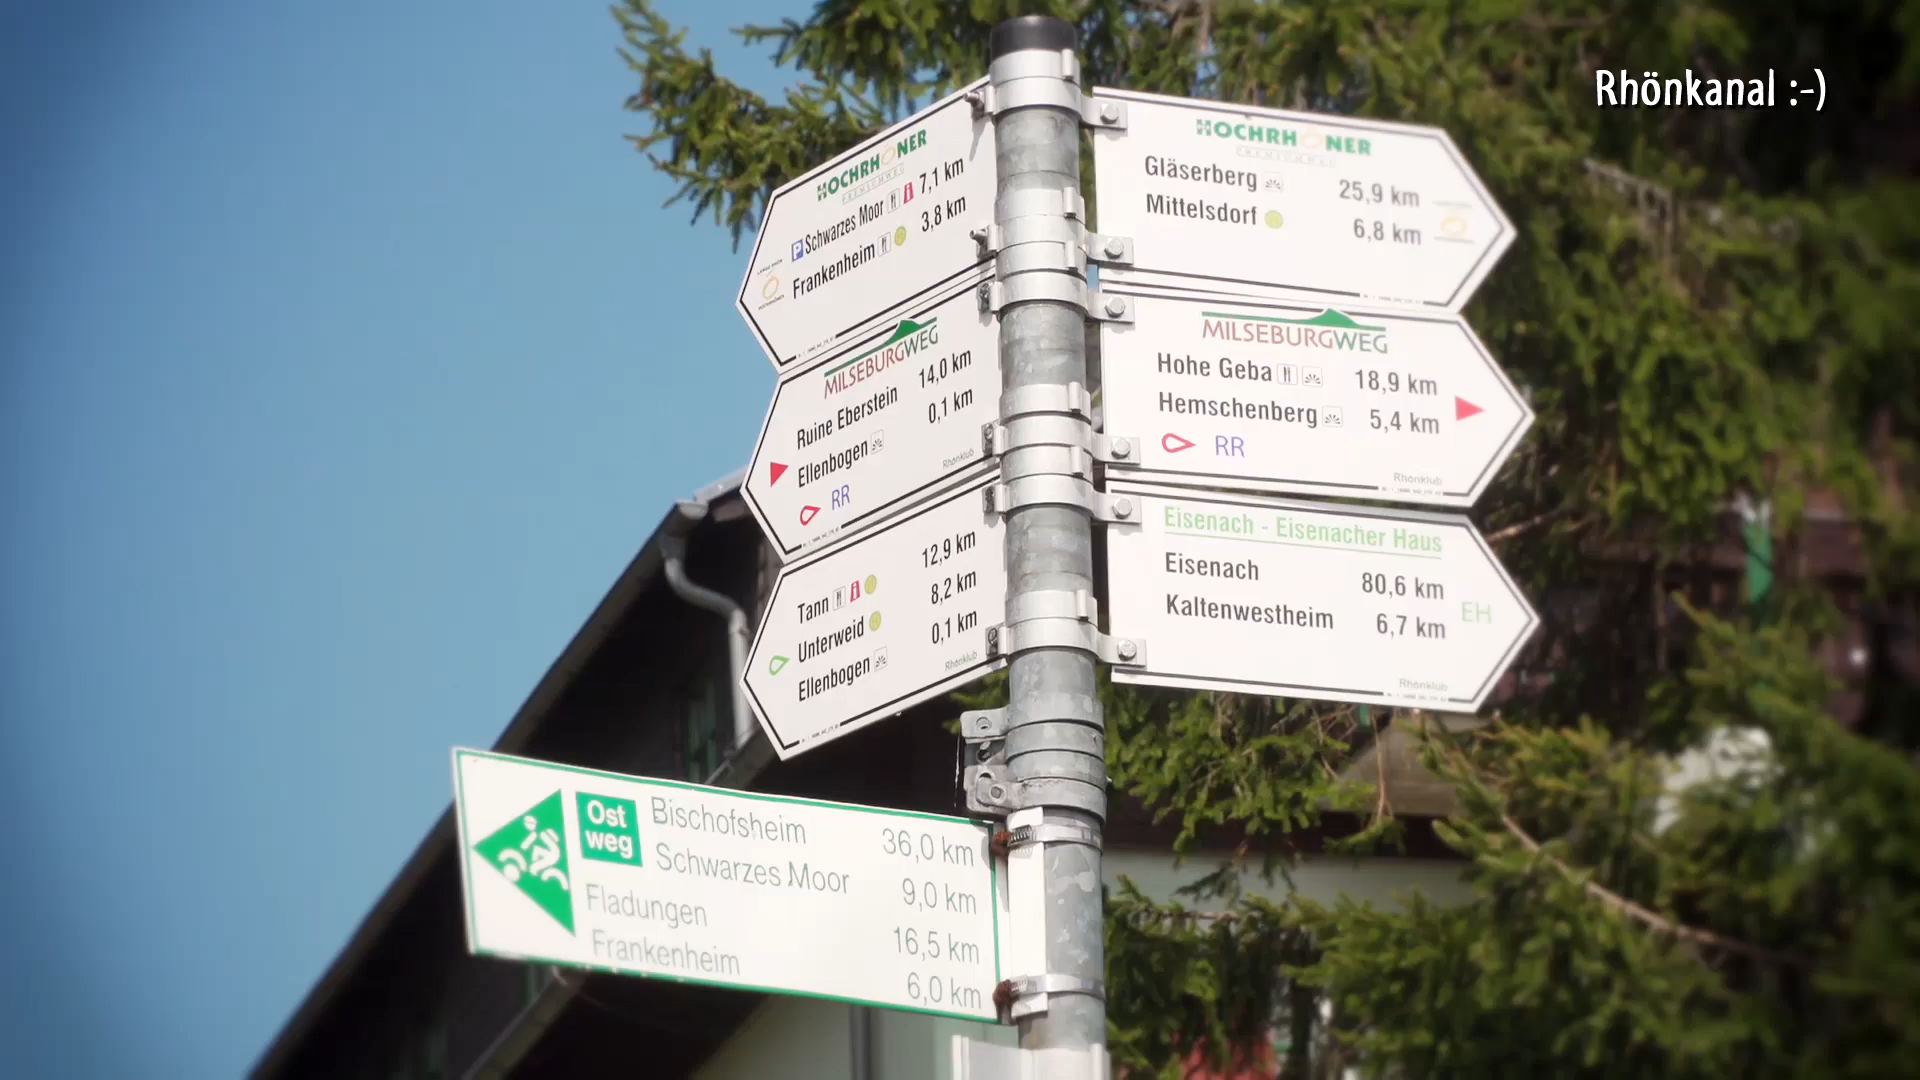 Rhönkanal :-)
HOCHRHÖNER
PREMIUMWEG
P Schwarzes Moor 7,1 km
Frankenheim 3,8 km
MILSEBURGWEG
Ruine Eberstein 14,0 km
Ellenbogen 0,1 km
RR
Rhönklub
Tann 12,9 km
Unterweid 8,2 km
Ellenbogen 0,1 km
Rhönklub
HOCHRHÖNER
PREMIUMWEG
Gläserberg 25,9 km
Mittelsdorf 6,8 km
MILSEBURGWEG
Hohe Geba 18,9 km
Hemschenberg 5,4 km
RR
Rhönklub
Eisenach - Eisenacher Haus
Eisenach 80,6 km
Kaltenwestheim 6,7 km
EH
Rhönklub
Ost
weg
Bischofsheim 36,0 km
Schwarzes Moor 9,0 km
Fladungen 16,5 km
Frankenheim 6,0 km